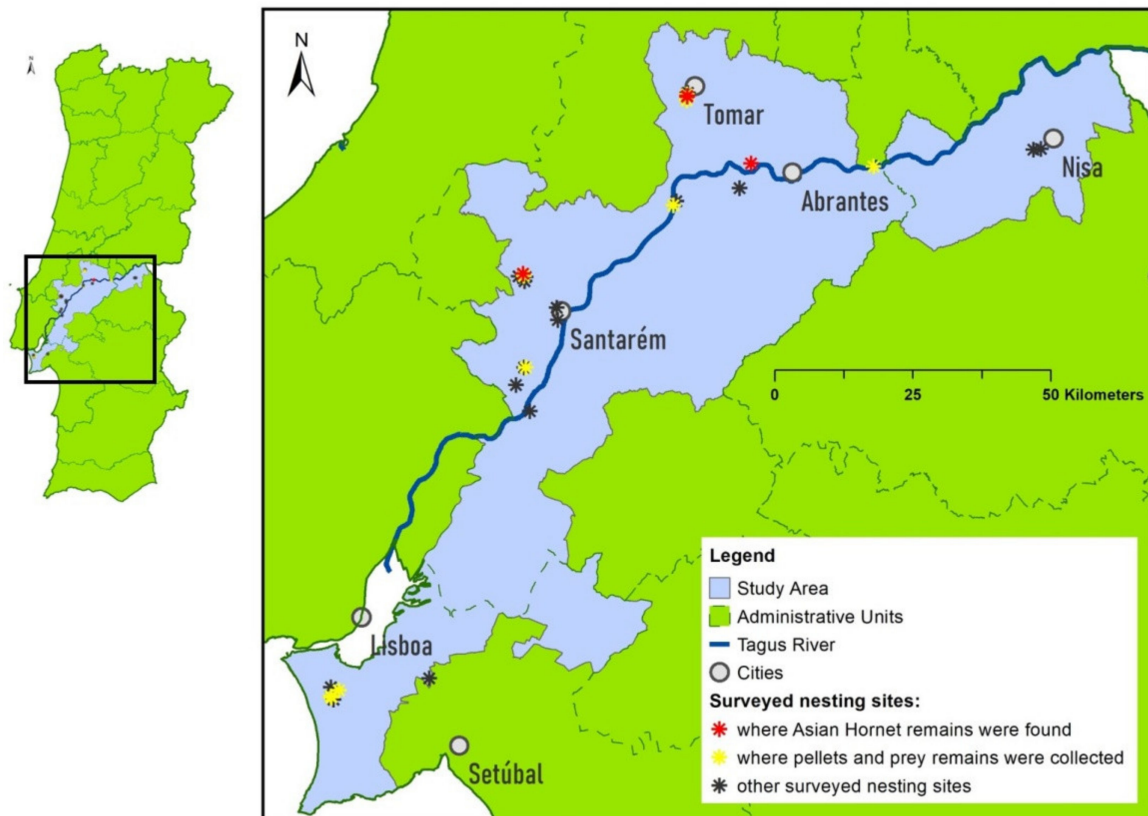 N
N
Tomar
Nisa
Abrantes
Santarém
0 25 50 Kilometers
Lisboa
Setúbal
Legend
Study Area
Administrative Units
Tagus River
Cities
Surveyed nesting sites:
where Asian Hornet remains were found
where pellets and prey remains were collected
other surveyed nesting sites